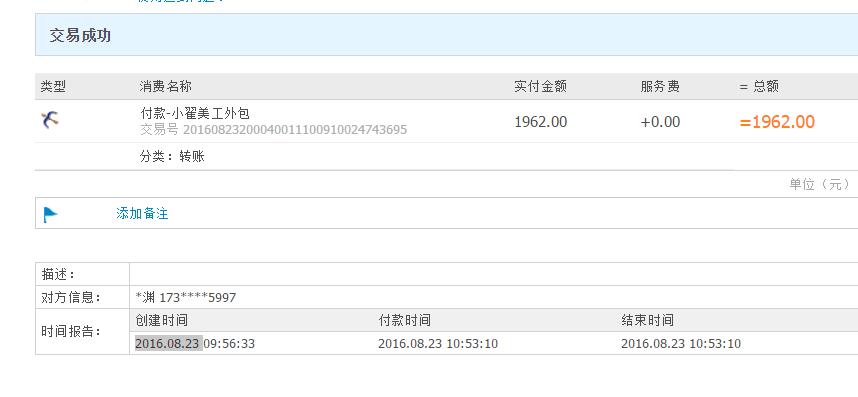 交易成功
类型 消费名称 实付金额 服务费 = 总额
付款-小翟美工外包
交易号 20160823200040011100910024743695
1962.00 +0.00 =1962.00
分类：转账
单位（元）
添加备注
描述：
对方信息： *渊 173****5997
时间报告：
创建时间 付款时间 结束时间
2016.08.23 09:56:33 2016.08.23 10:53:10 2016.08.23 10:53:10